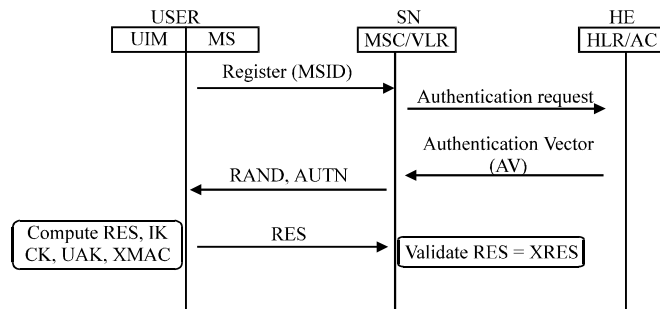 USER
SN
HE
UIM
MS
MSC/VLR
HLR/AC
Register (MSID)
Authentication request
Authentication Vector
(AV)
RAND, AUTN
Compute RES, IK
CK, UAK, XMAC
RES
Validate RES = XRES